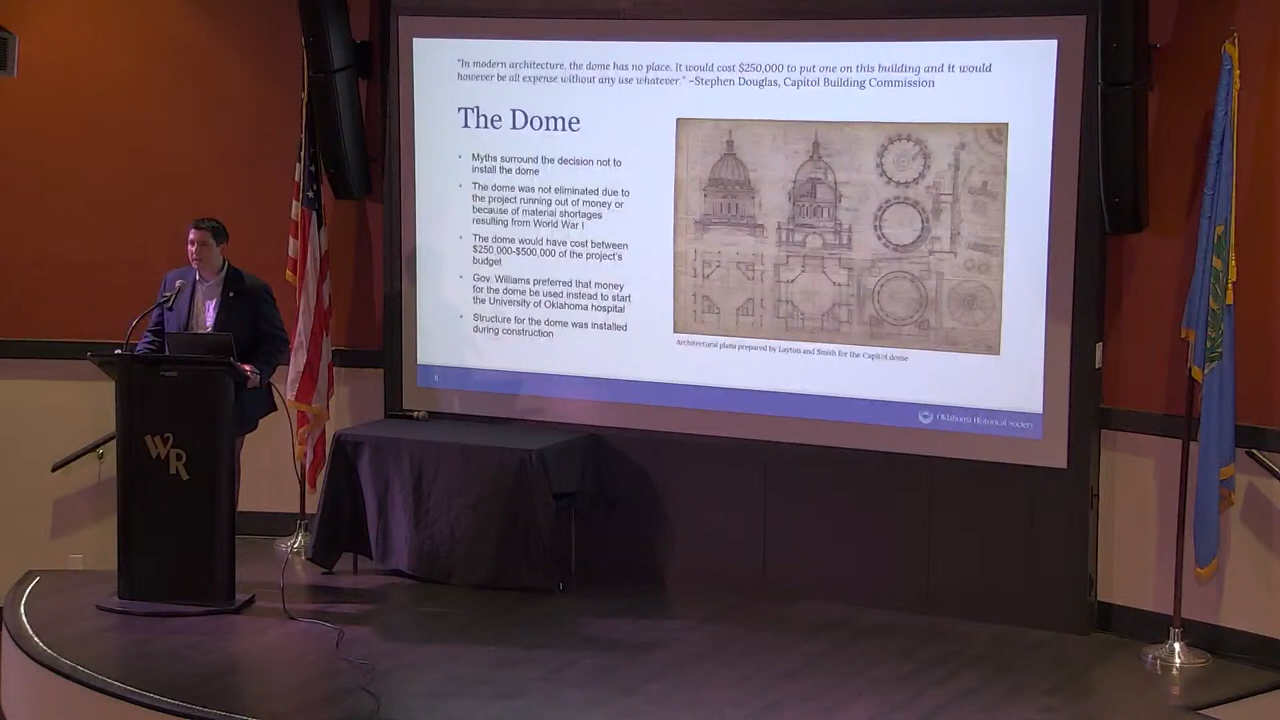 "In modern architecture, the dome has no place. It would cost $250,000 to put one on this building and it would
however be all expense without any use whatever." –Stephen Douglas, Capitol Building Commission
The Dome
• Myths surround the decision not to
install the dome
• The dome was not eliminated due to
the project running out of money or
because of material shortages
resulting from World War I
• The dome would have cost between
$250,000-$500,000 of the project's
budget
• Gov. Williams preferred that money
for the dome be used instead to start
the University of Oklahoma hospital
• Structure for the dome was installed
during construction
Architectural plans prepared by Layton and Smith for the Capitol dome
8
Oklahoma Historical Society
WR